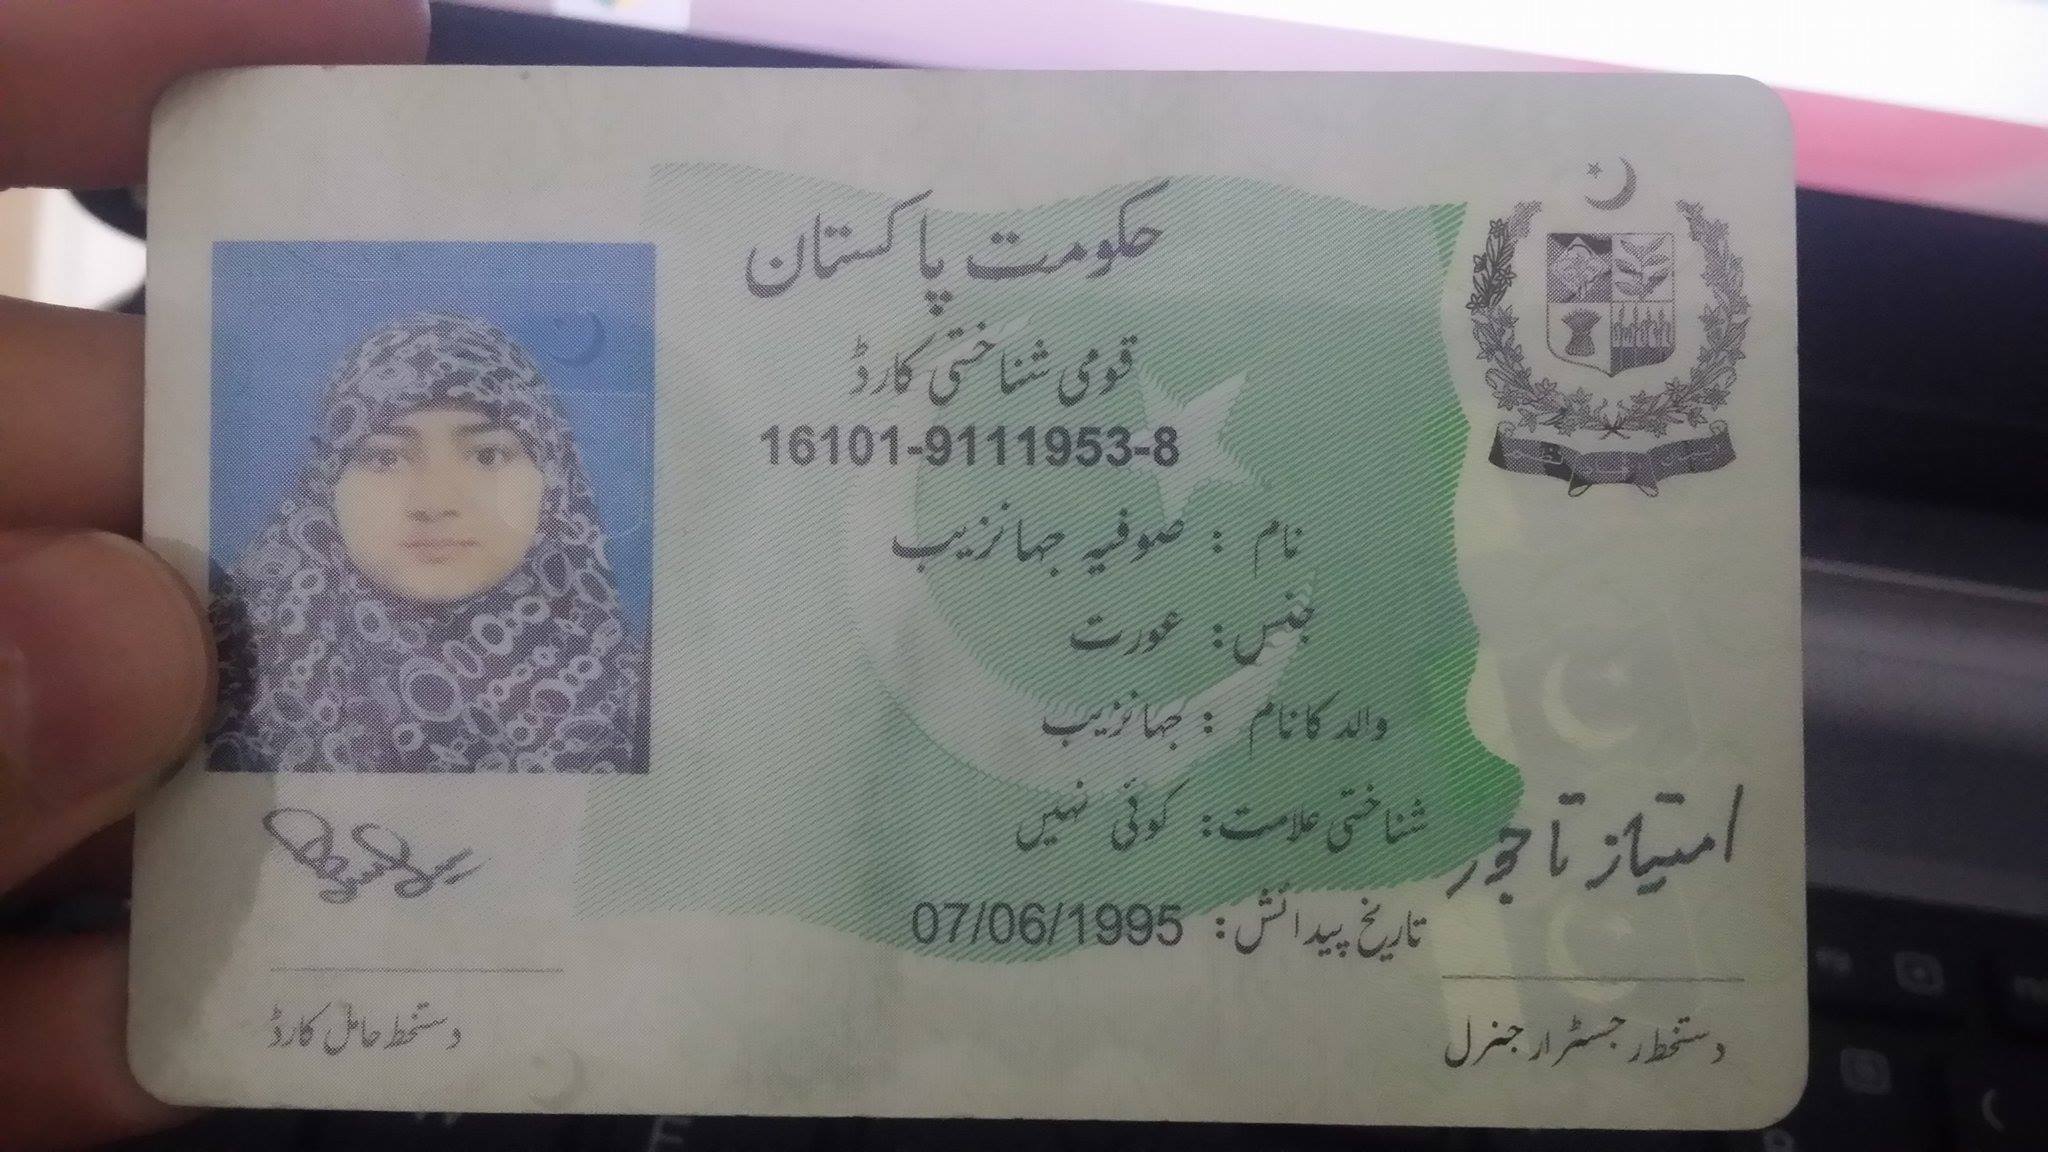 حکومت پاکستان
قومی شناختی کارڈ
16101-9111953-8
نام : صوفیہ جہانزیب
جنس : عورت
والد کا نام : جہانزیب
شناختی علامت : کوئی نہیں
تاریخ پیدائش : 07/06/1995
امتیاز تاجور
دستخط رجسٹرار جنرل
دستخط حامل کارڈ